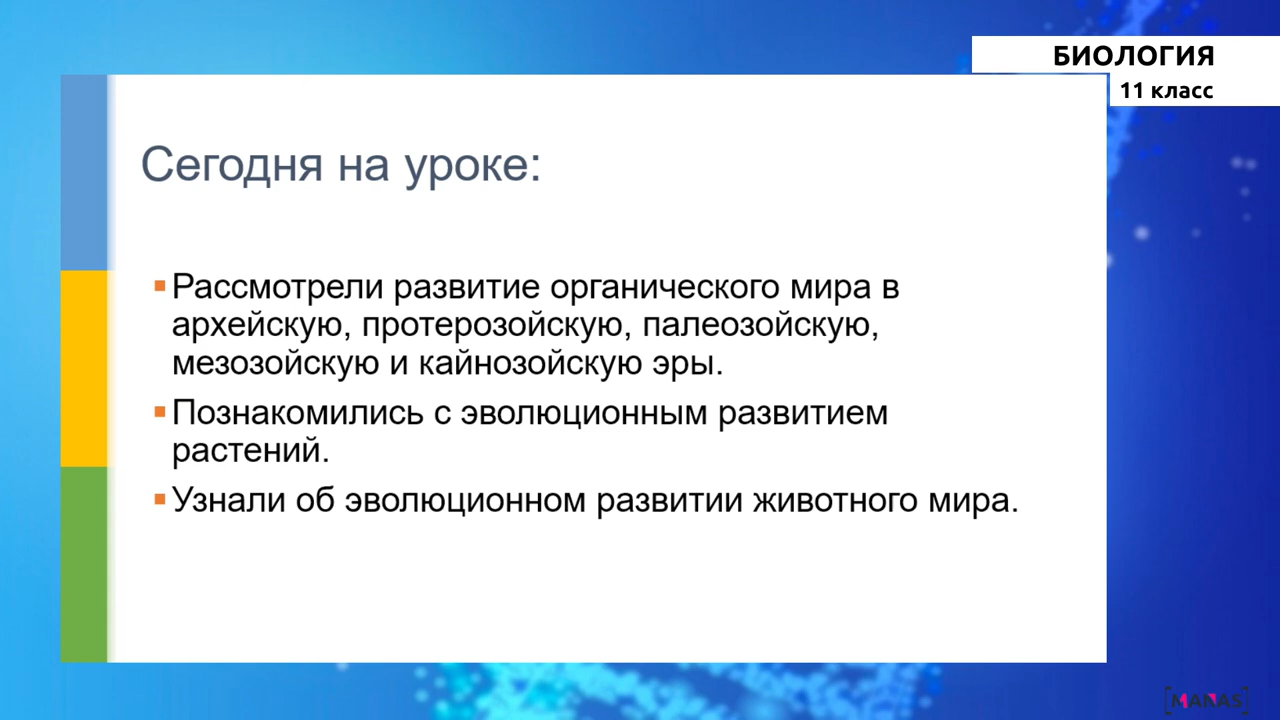 БИОЛОГИЯ
11 класс
Сегодня на уроке:
Рассмотрели развитие органического мира в
архейскую, протерозойскую, палеозойскую,
мезозойскую и кайнозойскую эры.
Познакомились с эволюционным развитием
растений.
Узнали об эволюционном развитии животного мира.
[MANAS]